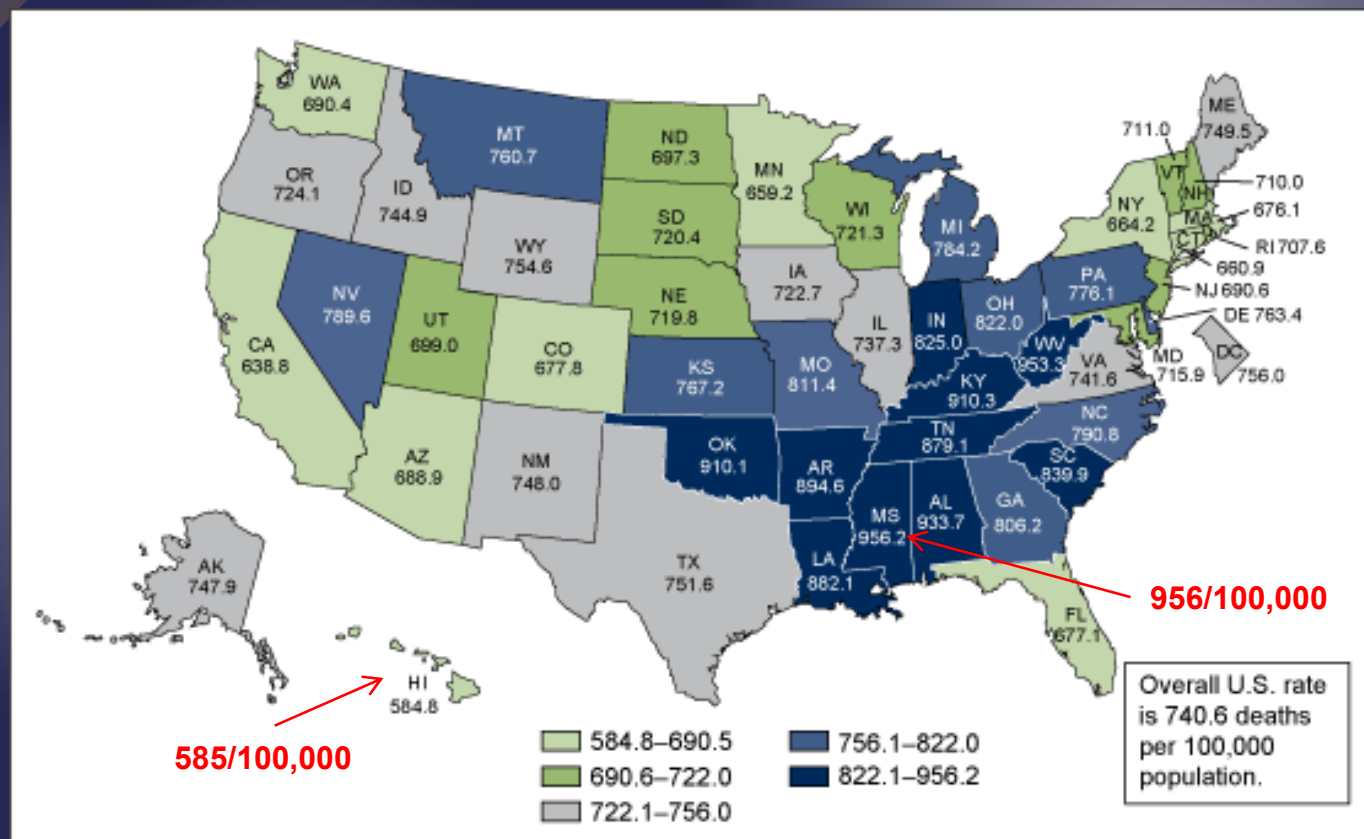 WA
690.4
MT
760.7
ND
697.3
MN
659.2
ME
749.5
711.0
VT
NH
710.0
OR
724.1
ID
744.9
SD
720.4
WI
721.3
MI
784.2
NY
664.2
MA
676.1
CT
RI 707.6
660.9
WY
754.6
IA
722.7
NE
719.8
PA
776.1
NJ 690.6
DE 763.4
NV
789.6
UT
699.0
CO
677.8
IL
737.3
IN
825.0
OH
822.0
WV
953.3
VA
741.6
MD
715.9
DC
756.0
CA
638.8
KS
767.2
MO
811.4
KY
910.3
NC
790.8
TN
879.1
OK
910.1
AR
894.6
SC
839.9
AZ
688.9
NM
748.0
MS
956.2
AL
933.7
GA
806.2
AK
747.9
TX
751.6
LA
882.1
956/100,000
FL
677.1
HI
584.8
585/100,000
584.8–690.5
690.6–722.0
722.1–756.0
756.1–822.0
822.1–956.2
Overall U.S. rate
is 740.6 deaths
per 100,000
population.